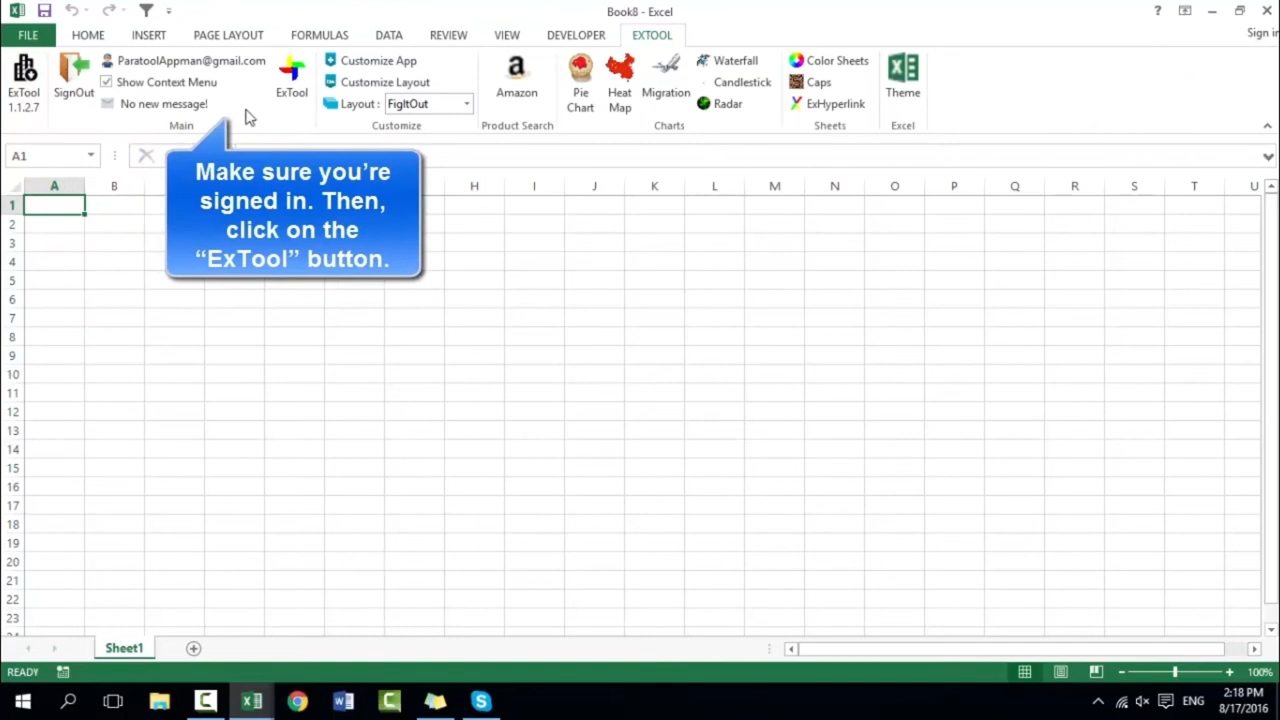 Book8 - Excel
?
FILE
HOME
INSERT
PAGE LAYOUT
FORMULAS
DATA
REVIEW
VIEW
DEVELOPER
EXTOOL
Sign in
ExTool
1.1.2.7
SignOut
ParatoolAppman@gmail.com
Show Context Menu
No new message!
Main
ExTool
Customize App
Customize Layout
Layout : FigItOut
Customize
a
Amazon
Product Search
Pie
Chart
Heat
Map
Migration
Waterfall
Candlestick
Radar
Charts
Color Sheets
Caps
ExHyperlink
Sheets
Theme
Excel
A1
Make sure you’re
signed in. Then,
click on the
“ExTool” button.
A B H I J K L M N O P Q R S T U
1
2
3
4
5
6
7
8
9
10
11
12
13
14
15
16
17
18
19
20
21
22
23
Sheet1
READY
100%
ENG
2:18 PM
8/17/2016